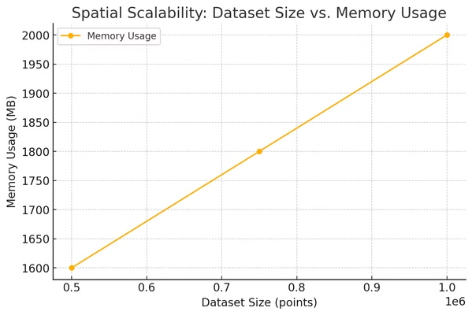 Spatial Scalability: Dataset Size vs. Memory Usage
Memory Usage
Memory Usage (MB)
2000
1950
1900
1850
1800
1750
1700
1650
1600
0.5 0.6 0.7 0.8 0.9 1.0
1e6
Dataset Size (points)